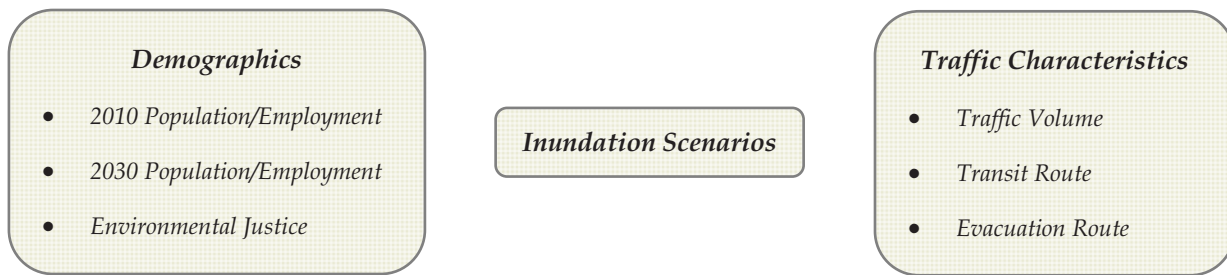 Demographics
• 2010 Population/Employment
• 2030 Population/Employment
• Environmental Justice
Inundation Scenarios
Traffic Characteristics
• Traffic Volume
• Transit Route
• Evacuation Route